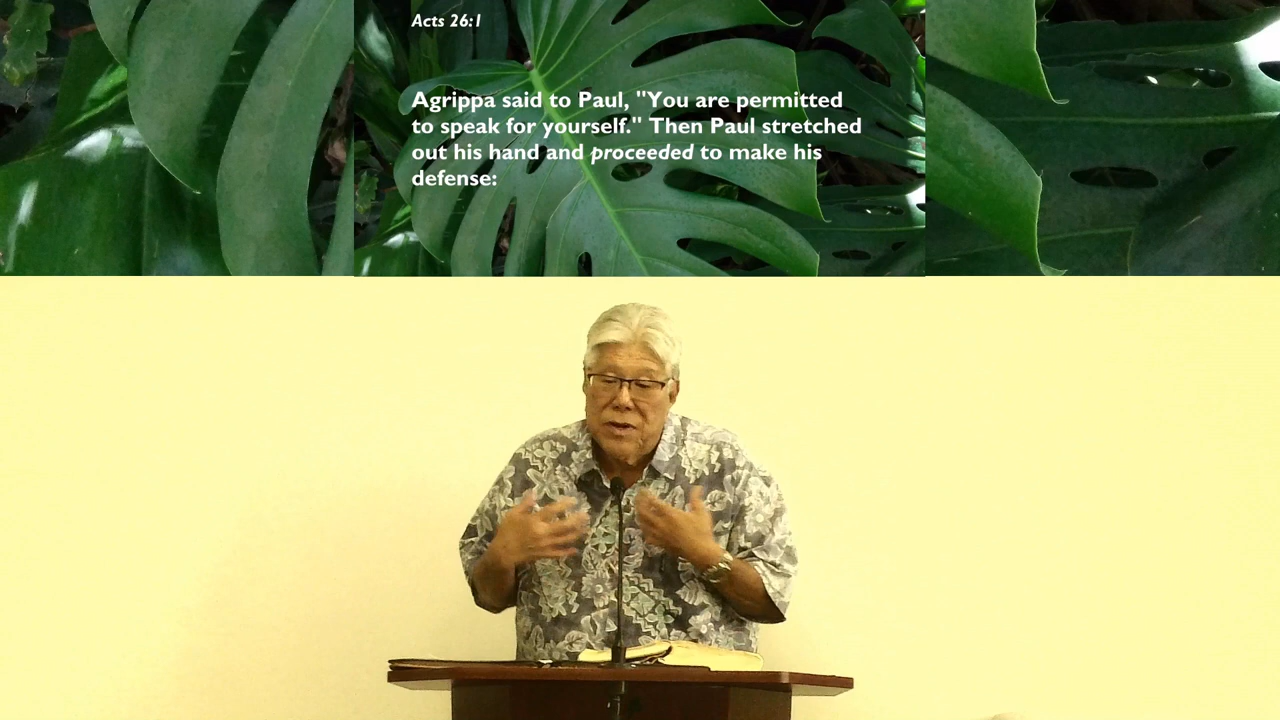 Acts 26:1
Agrippa said to Paul, "You are permitted
to speak for yourself." Then Paul stretched
out his hand and proceeded to make his
defense: